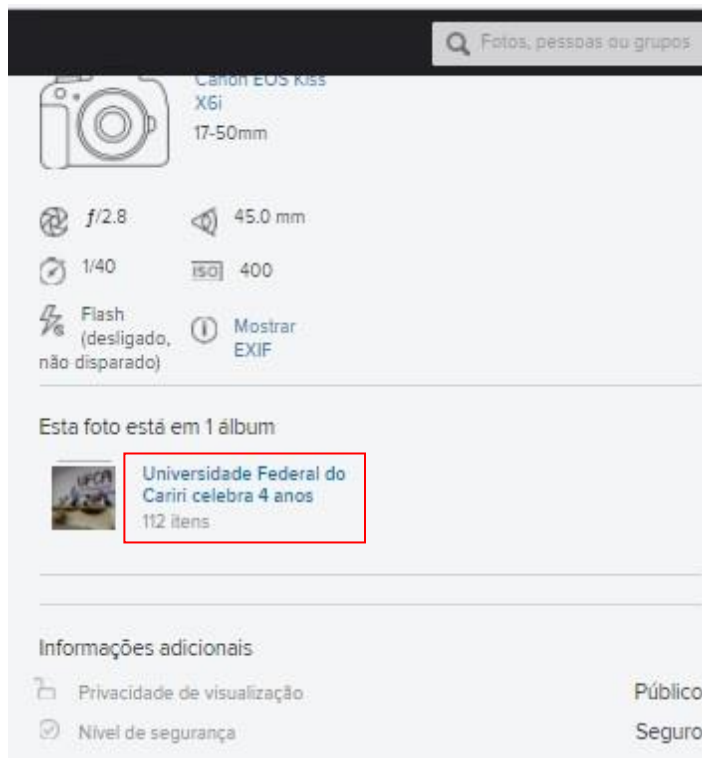 Fotos, pessoas ou grupos
Canon EOS Kiss
X6i
17-50mm
ƒ/2.8
45.0 mm
1/40
ISO 400
Flash
(desligado,
não disparado)
Mostrar
EXIF
Esta foto está em 1 álbum
Universidade Federal do
Cariri celebra 4 anos
112 itens
Informações adicionais
Privacidade de visualização Público
Nível de segurança Seguro